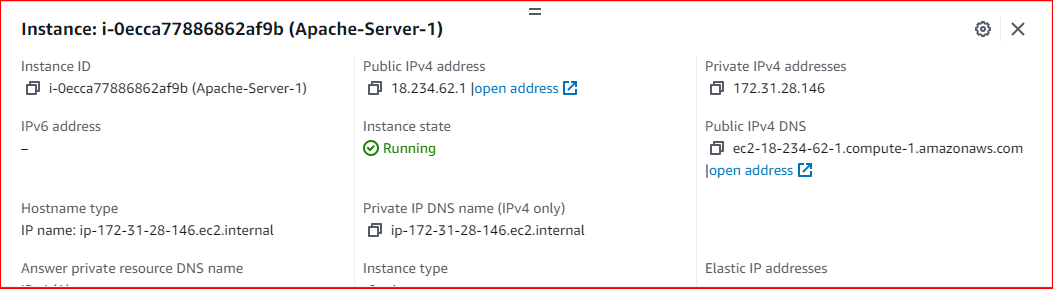 Instance: i-0ecca77886862af9b (Apache-Server-1)
Instance ID
i-0ecca77886862af9b (Apache-Server-1)
Public IPv4 address
18.234.62.1 |open address
Private IPv4 addresses
172.31.28.146
IPv6 address
–
Instance state
Running
Public IPv4 DNS
ec2-18-234-62-1.compute-1.amazonaws.com
|open address
Hostname type
IP name: ip-172-31-28-146.ec2.internal
Private IP DNS name (IPv4 only)
ip-172-31-28-146.ec2.internal
Answer private resource DNS name
Instance type
Elastic IP addresses